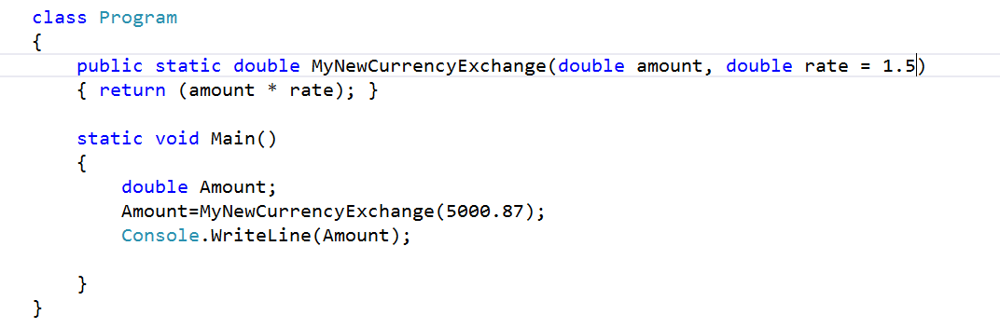 class Program
{
    public static double MyNewCurrencyExchange(double amount, double rate = 1.5)
    { return (amount * rate); }

    static void Main()
    {
        double Amount;
        Amount=MyNewCurrencyExchange(5000.87);
        Console.WriteLine(Amount);

    }
}